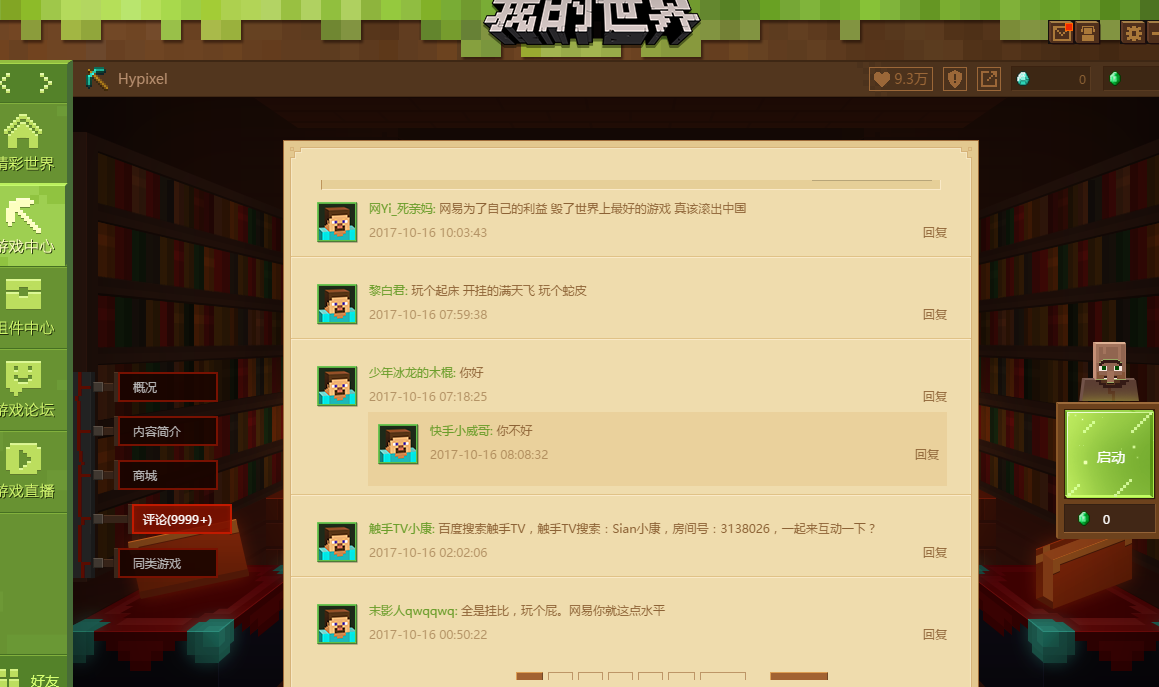 我的世界
Hypixel
9.3万
0
精彩世界
游戏中心
组件中心
游戏论坛
游戏直播
好友
概况
内容简介
商城
评论(9999+)
同类游戏
网Yi_死亲妈: 网易为了自己的利益 毁了世界上最好的游戏 真该滚出中国
2017-10-16 10:03:43
回复
黎白君: 玩个起床 开挂的满天飞 玩个蛇皮
2017-10-16 07:59:38
回复
少年冰龙的木棍: 你好
2017-10-16 07:18:25
回复
快手小威哥: 你不好
2017-10-16 08:08:32
回复
触手TV小康: 百度搜索触手TV，触手TV搜索：Sian小康，房间号：3138026，一起来互动一下？
2017-10-16 02:02:06
回复
末影人qwqqwq: 全是挂比，玩个屁。网易你就这点水平
2017-10-16 00:50:22
回复
启动
0